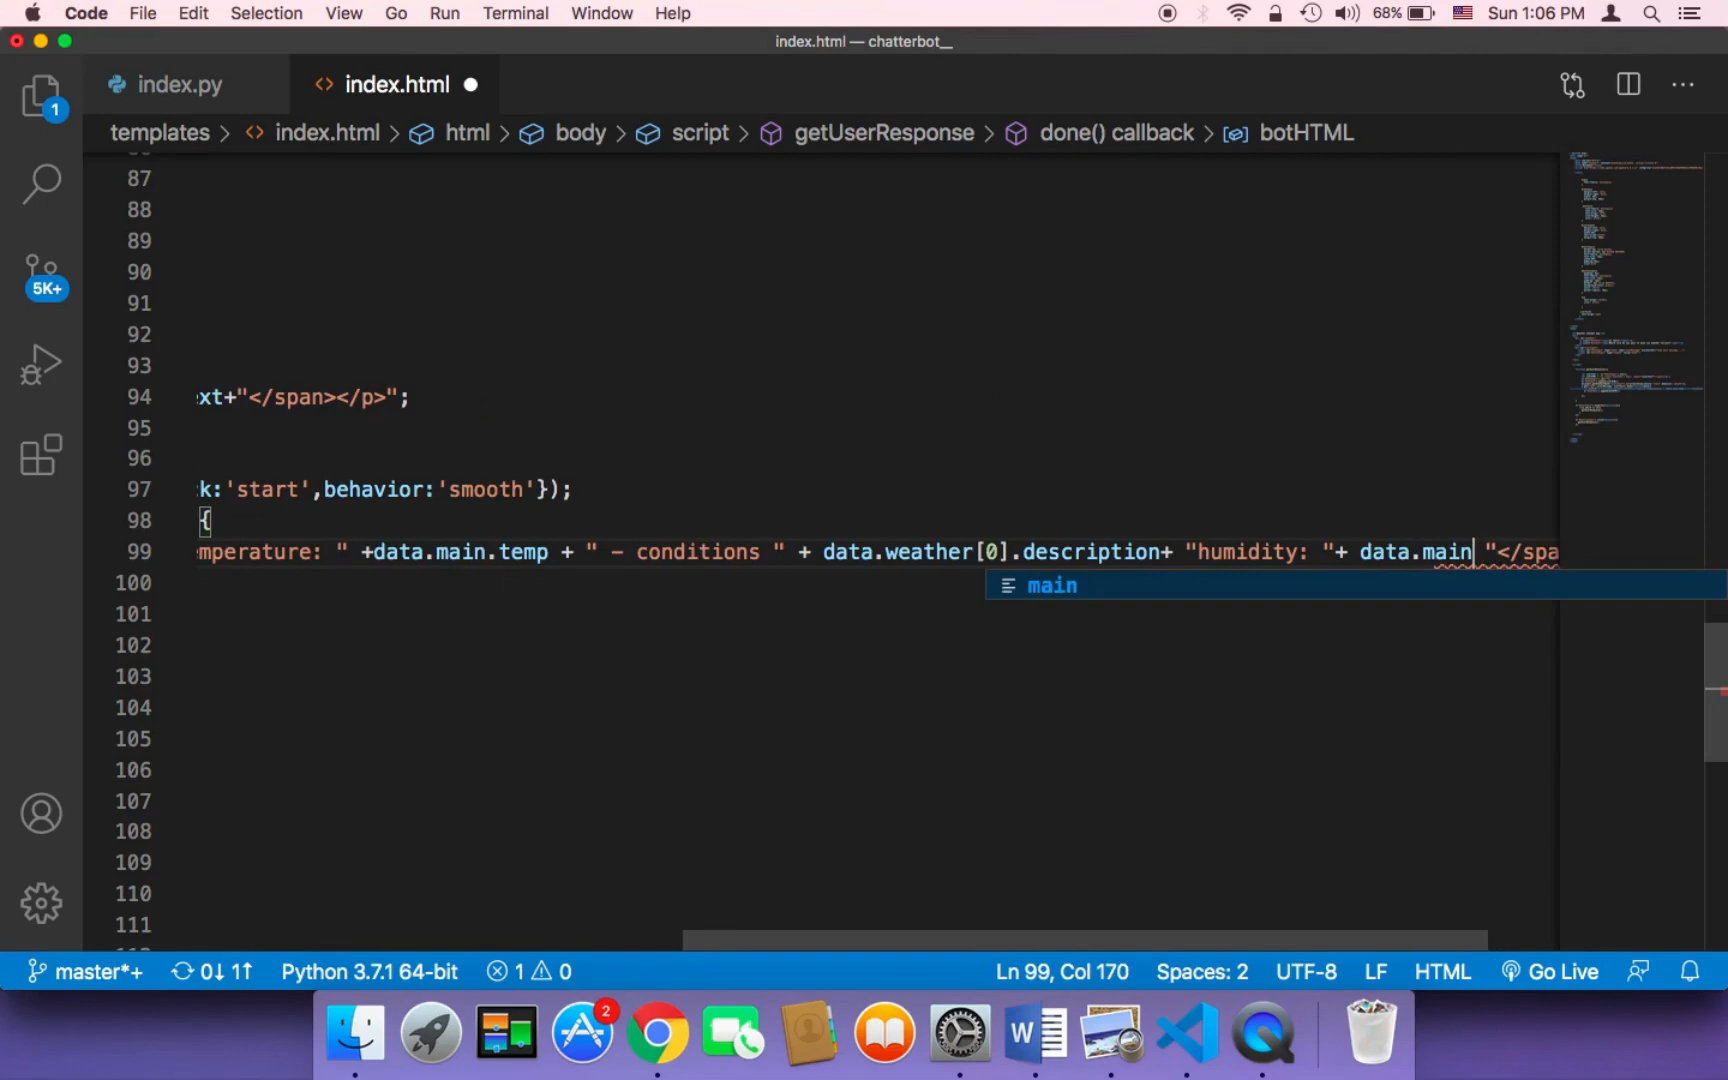 Code File Edit Selection View Go Run Terminal Window Help 68% Sun 1:06 PM
index.html — chatterbot__
index.py index.html
1
templates > index.html > html > body > script > getUserResponse > done() callback > botHTML
5K+
87
88
89
90
91
92
93
94 xt+"</span></p>";
95
96
97 k:'start',behavior:'smooth'});
98 {
99 mperature: " +data.main.temp + " - conditions " + data.weather[0].description+ "humidity: "+ data.main "</spa
100 main
101
102
103
104
105
106
107
108
109
110
111
master*+ 0↓ 1↑ Python 3.7.1 64-bit 1 0 Ln 99, Col 170 Spaces: 2 UTF-8 LF HTML Go Live
2
W